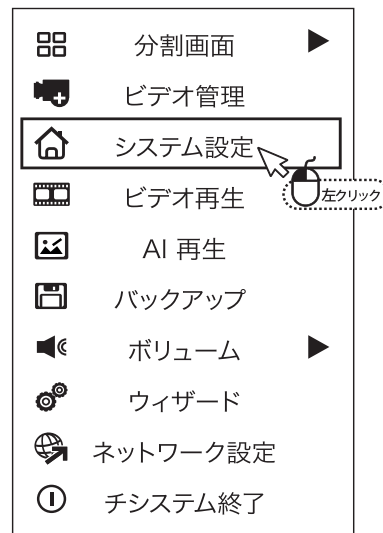 分割画面
ビデオ管理
システム設定
左クリック
ビデオ再生
AI 再生
バックアップ
ボリューム
ウィザード
ネットワーク設定
チシステム終了